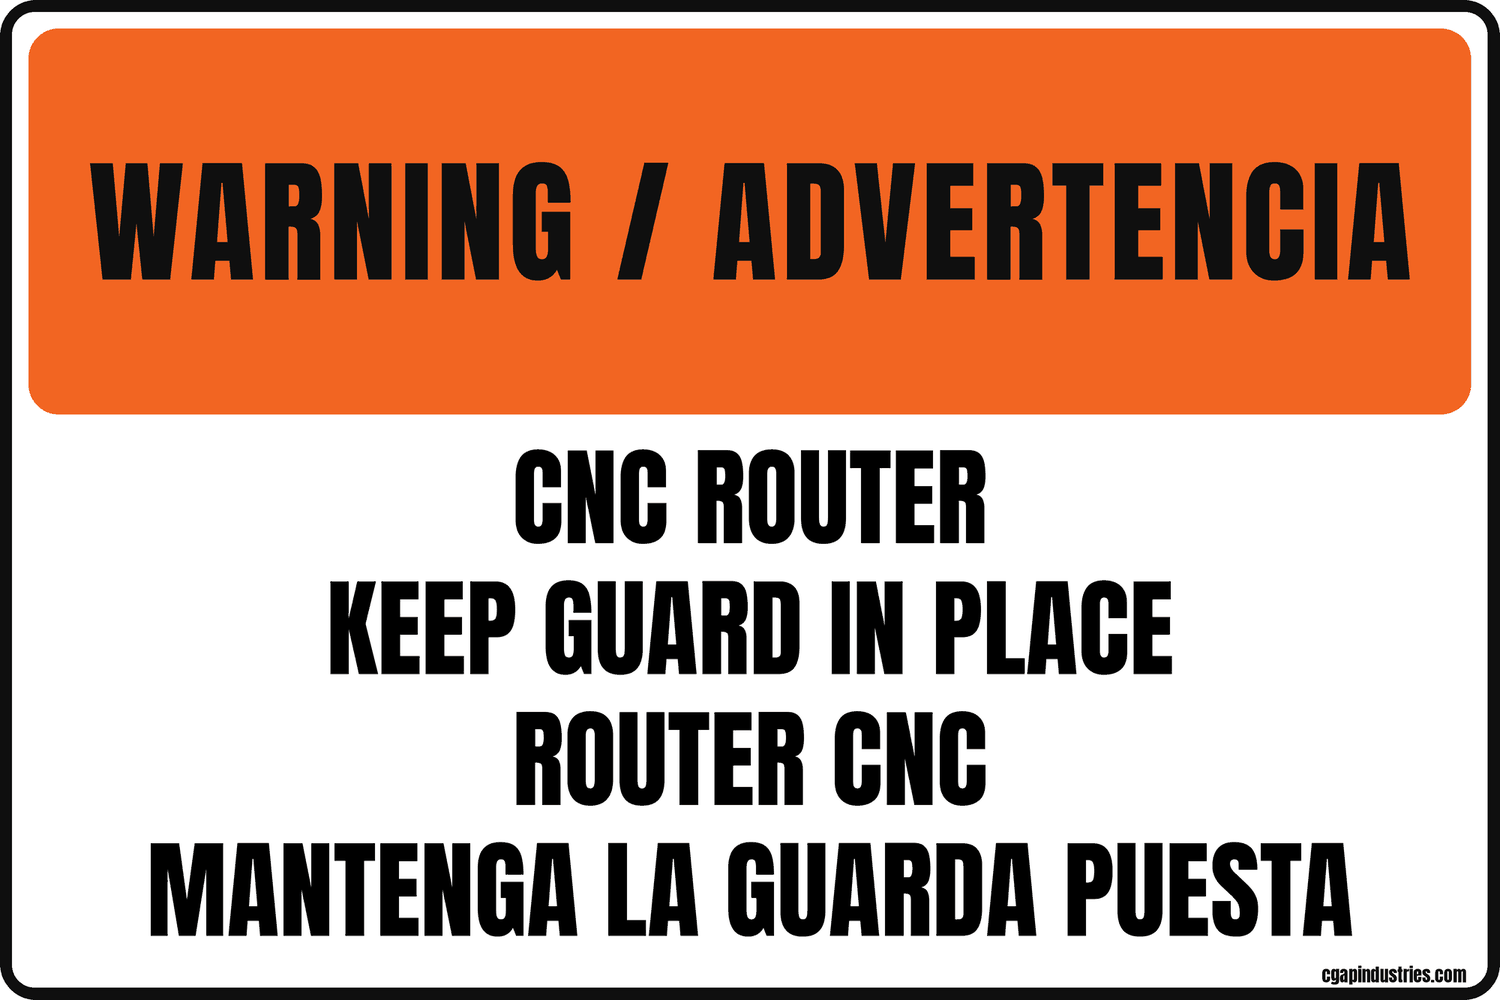 WARNING / ADVERTENCIA
CNC ROUTER
KEEP GUARD IN PLACE
ROUTER CNC
MANTENGA LA GUARDA PUESTA
cgapindustries.com